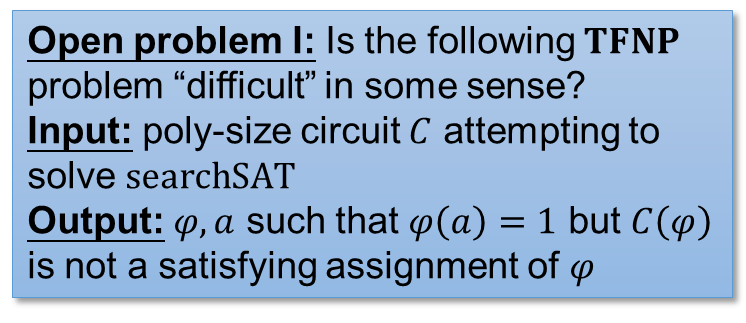 Open problem I: Is the following TFNP
problem “difficult” in some sense?
Input: poly-size circuit C attempting to
solve searchSAT
Output: φ, a such that φ(a) = 1 but C(φ)
is not a satisfying assignment of φ